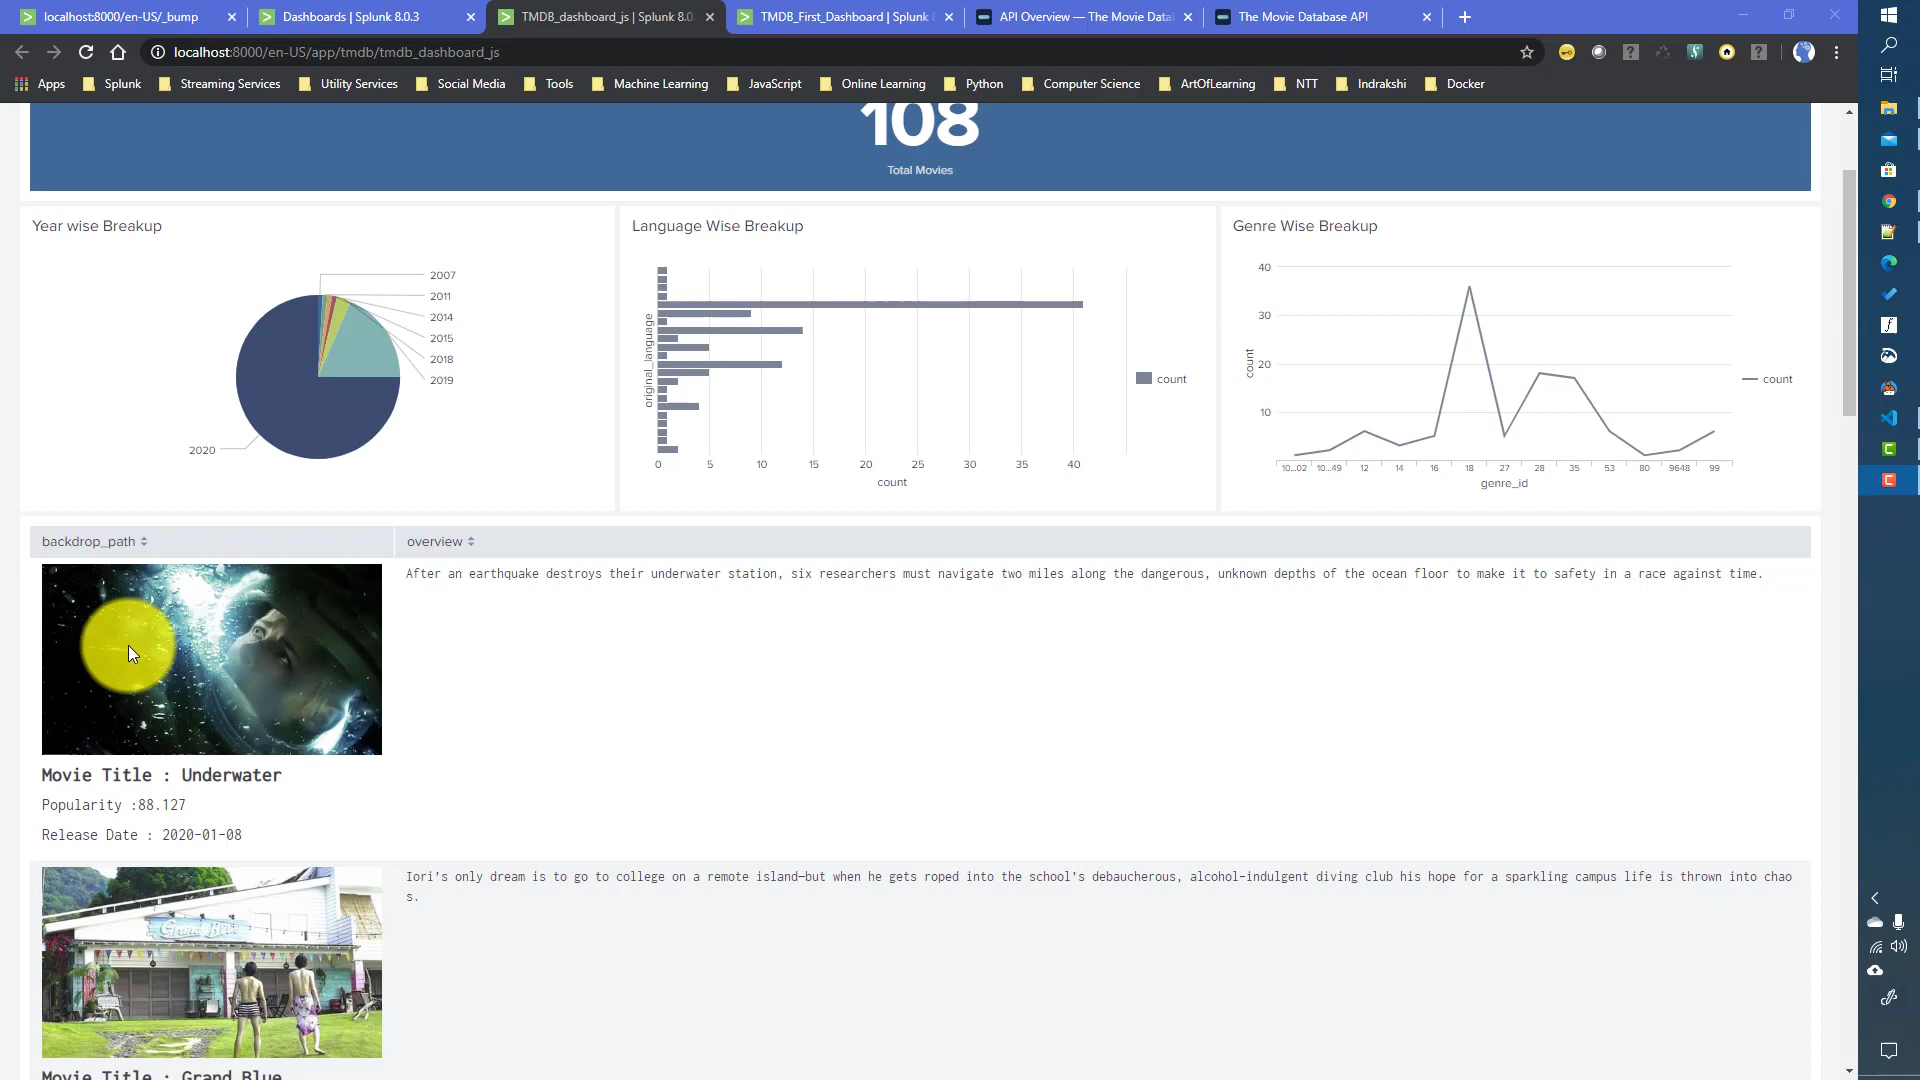 localhost:8000/en-US/_bump
Dashboards | Splunk 8.0.3
TMDB_dashboard_js | Splunk 8.0.
TMDB_First_Dashboard | Splunk
API Overview — The Movie Data
The Movie Database API
localhost:8000/en-US/app/tmdb/tmdb_dashboard_js
Apps
Splunk
Streaming Services
Utility Services
Social Media
Tools
Machine Learning
JavaScript
Online Learning
Python
Computer Science
ArtOfLearning
NTT
Indrakshi
Docker
108
Total Movies
Year wise Breakup
2007
2011
2014
2015
2018
2019
2020
Language Wise Breakup
original_language
0 5 10 15 20 25 30 35 40
count
count
Genre Wise Breakup
40
30
20
10
count
10...02 10...49 12 14 16 18 27 28 35 53 80 9648 99
genre_id
count
backdrop_path
overview
After an earthquake destroys their underwater station, six researchers must navigate two miles along the dangerous, unknown depths of the ocean floor to make it to safety in a race against time.
Movie Title : Underwater
Popularity :88.127
Release Date : 2020-01-08
Iori's only dream is to go to college on a remote island—but when he gets roped into the school's debaucherous, alcohol-indulgent diving club his hope for a sparkling campus life is thrown into chao
s.
Grand Blue
Movie Title : Grand Blue